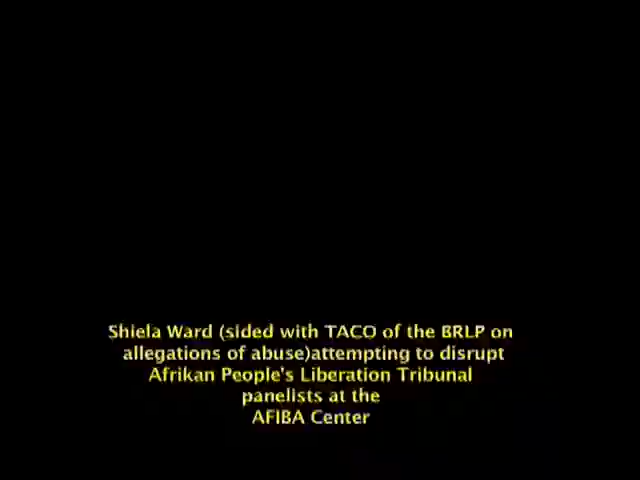 Shiela Ward (sided with TACO of the BRLP on
allegations of abuse)attempting to disrupt
Afrikan People's Liberation Tribunal
panelists at the
AFIBA Center